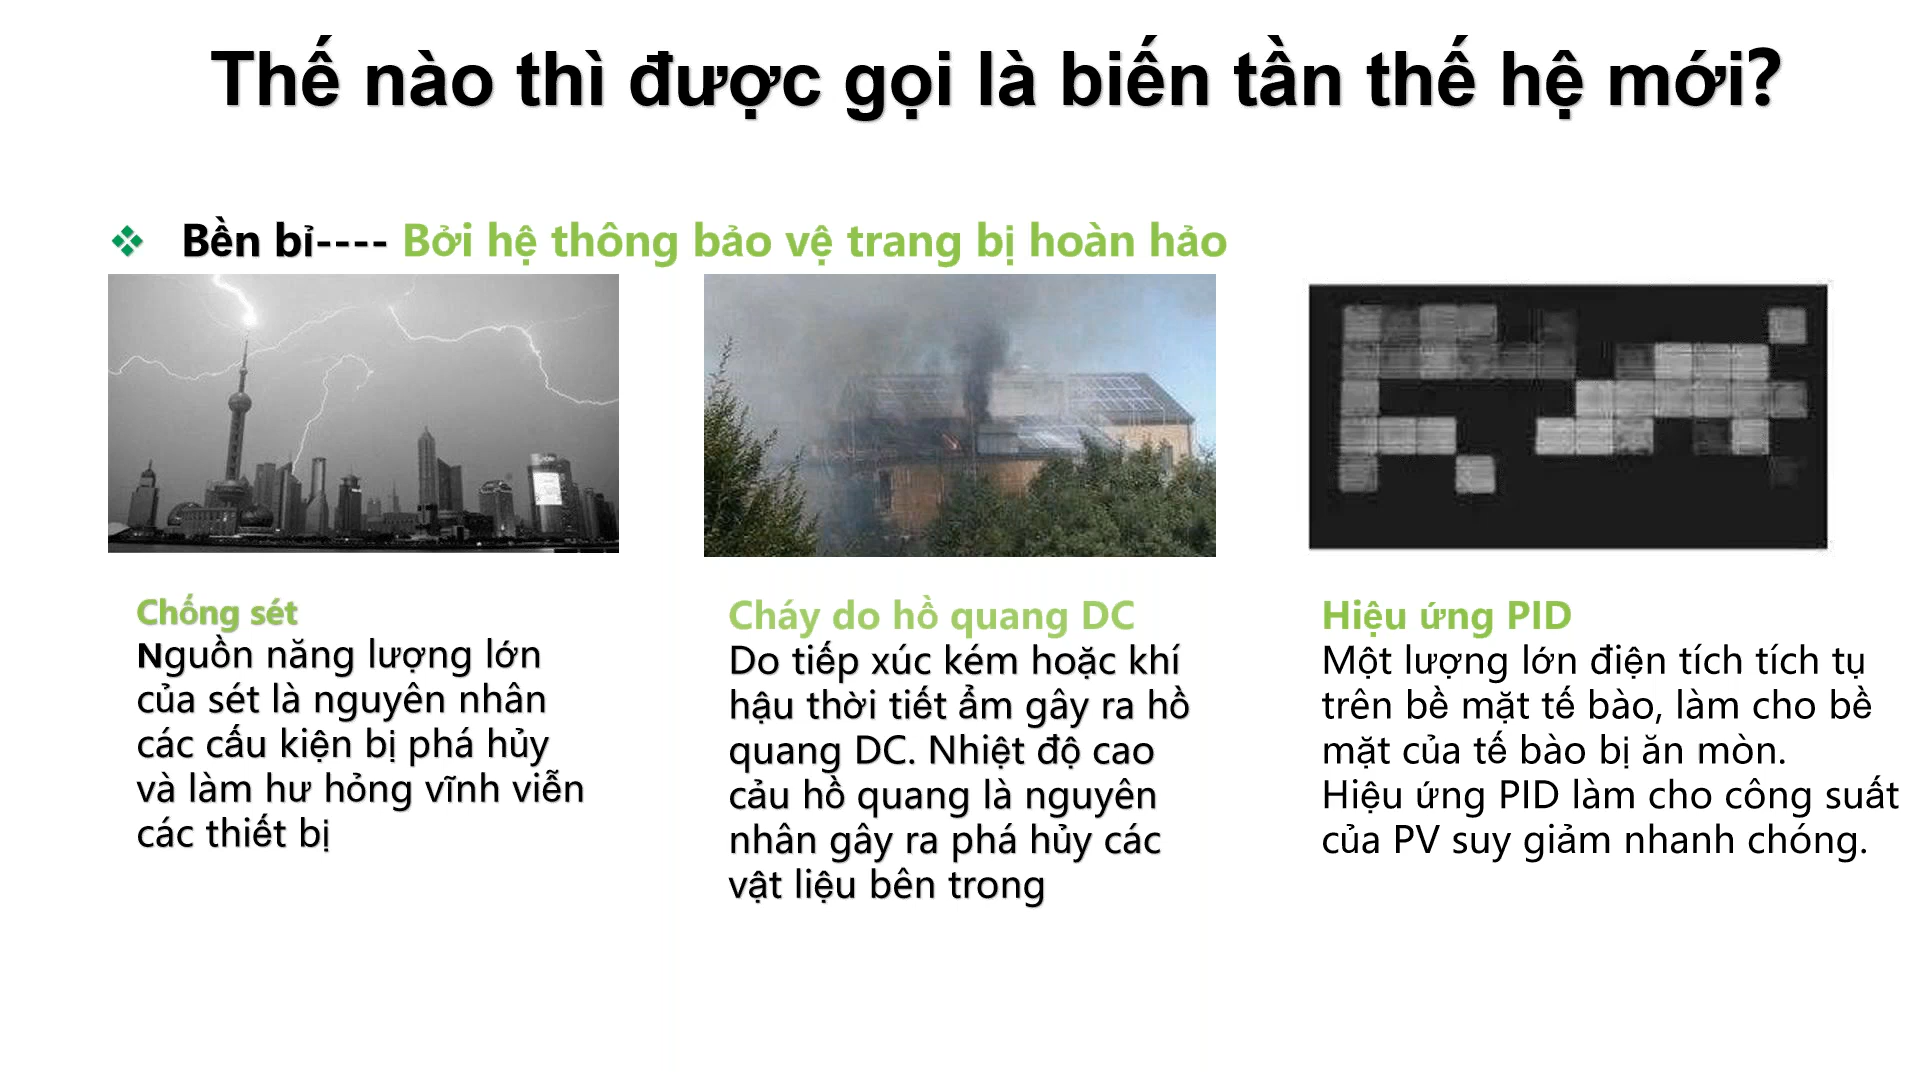 Thế nào thì được gọi là biến tần thế hệ mới?
❖ Bền bỉ---- Bởi hệ thông bảo vệ trang bị hoàn hảo
Chống sét
Nguồn năng lượng lớn
của sét là nguyên nhân
các cấu kiện bị phá hủy
và làm hư hỏng vĩnh viễn
các thiết bị
Cháy do hồ quang DC
Do tiếp xúc kém hoặc khí
hậu thời tiết ẩm gây ra hồ
quang DC. Nhiệt độ cao
cảu hồ quang là nguyên
nhân gây ra phá hủy các
vật liệu bên trong
Hiệu ứng PID
Một lượng lớn điện tích tích tụ
trên bề mặt tế bào, làm cho bề
mặt của tế bào bị ăn mòn.
Hiệu ứng PID làm cho công suất
của PV suy giảm nhanh chóng.